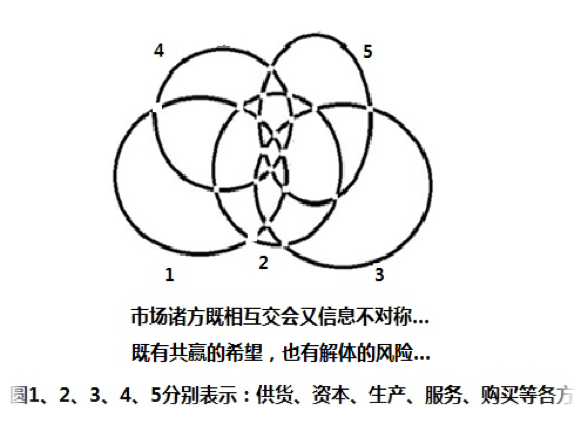 4
5
1
2
3
市场诸方既相互交会又信息不对称...
既有共赢的希望，也有解体的风险...
圆1、2、3、4、5分别表示：供货、资本、生产、服务、购买等各方